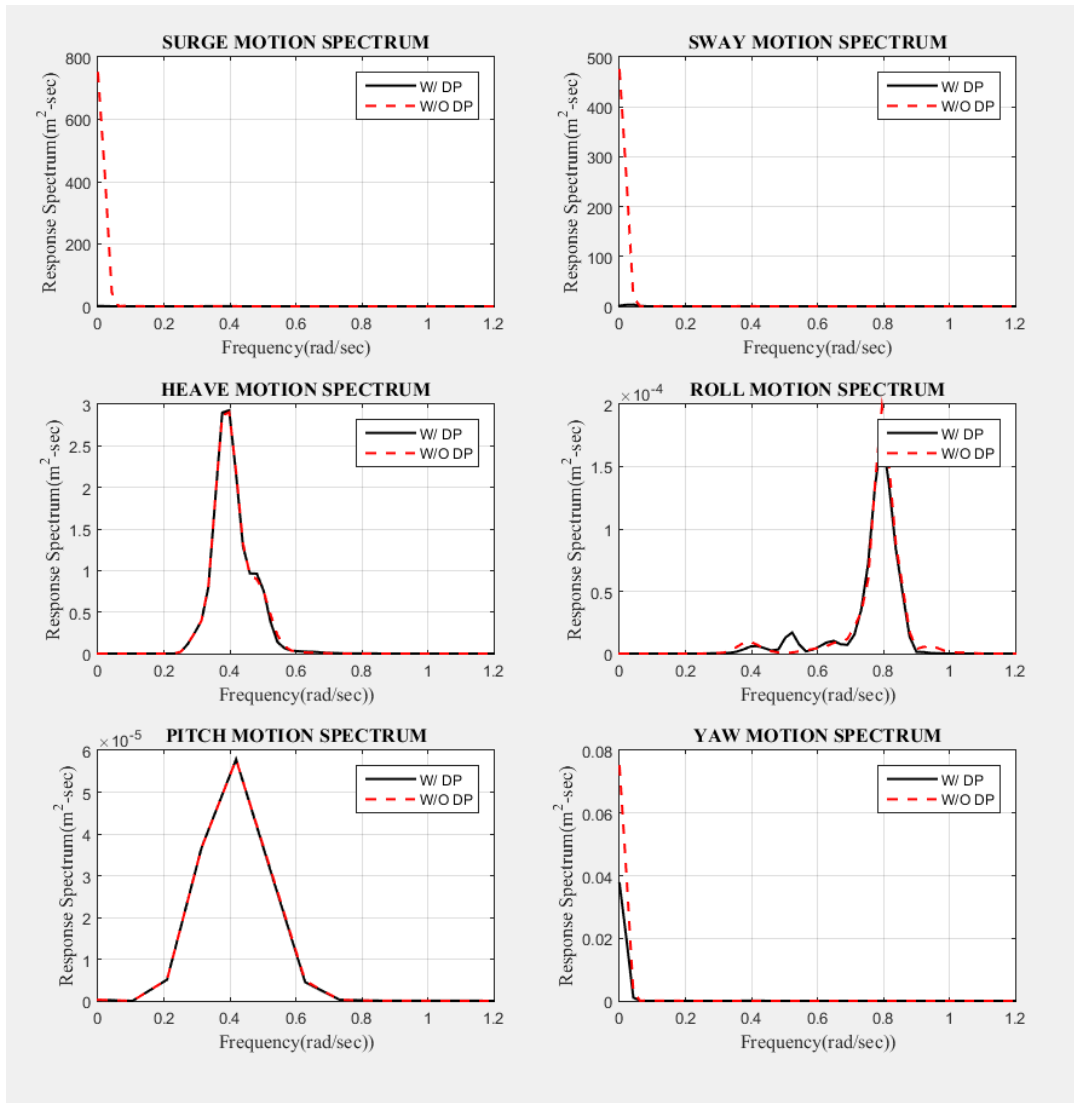 SURGE MOTION SPECTRUM
Response Spectrum(m²-sec)
800
600
400
200
0
W/ DP
W/O DP
0 0.2 0.4 0.6 0.8 1 1.2
Frequency(rad/sec)
SWAY MOTION SPECTRUM
Response Spectrum(m²-sec)
500
400
300
200
100
0
W/ DP
W/O DP
0 0.2 0.4 0.6 0.8 1 1.2
Frequency(rad/sec)
HEAVE MOTION SPECTRUM
Response Spectrum(m²-sec)
3
2.5
2
1.5
1
0.5
0
W/ DP
W/O DP
0 0.2 0.4 0.6 0.8 1 1.2
Frequency(rad/sec))
ROLL MOTION SPECTRUM
×10⁻⁴
Response Spectrum(m²-sec)
2
1.5
1
0.5
0
W/ DP
W/O DP
0 0.2 0.4 0.6 0.8 1 1.2
Frequency(rad/sec))
PITCH MOTION SPECTRUM
×10⁻⁵
Response Spectrum(m²-sec)
6
5
4
3
2
1
0
W/ DP
W/O DP
0 0.2 0.4 0.6 0.8 1 1.2
Frequency(rad/sec))
YAW MOTION SPECTRUM
Response Spectrum(m²-sec)
0.08
0.06
0.04
0.02
0
W/ DP
W/O DP
0 0.2 0.4 0.6 0.8 1 1.2
Frequency(rad/sec))